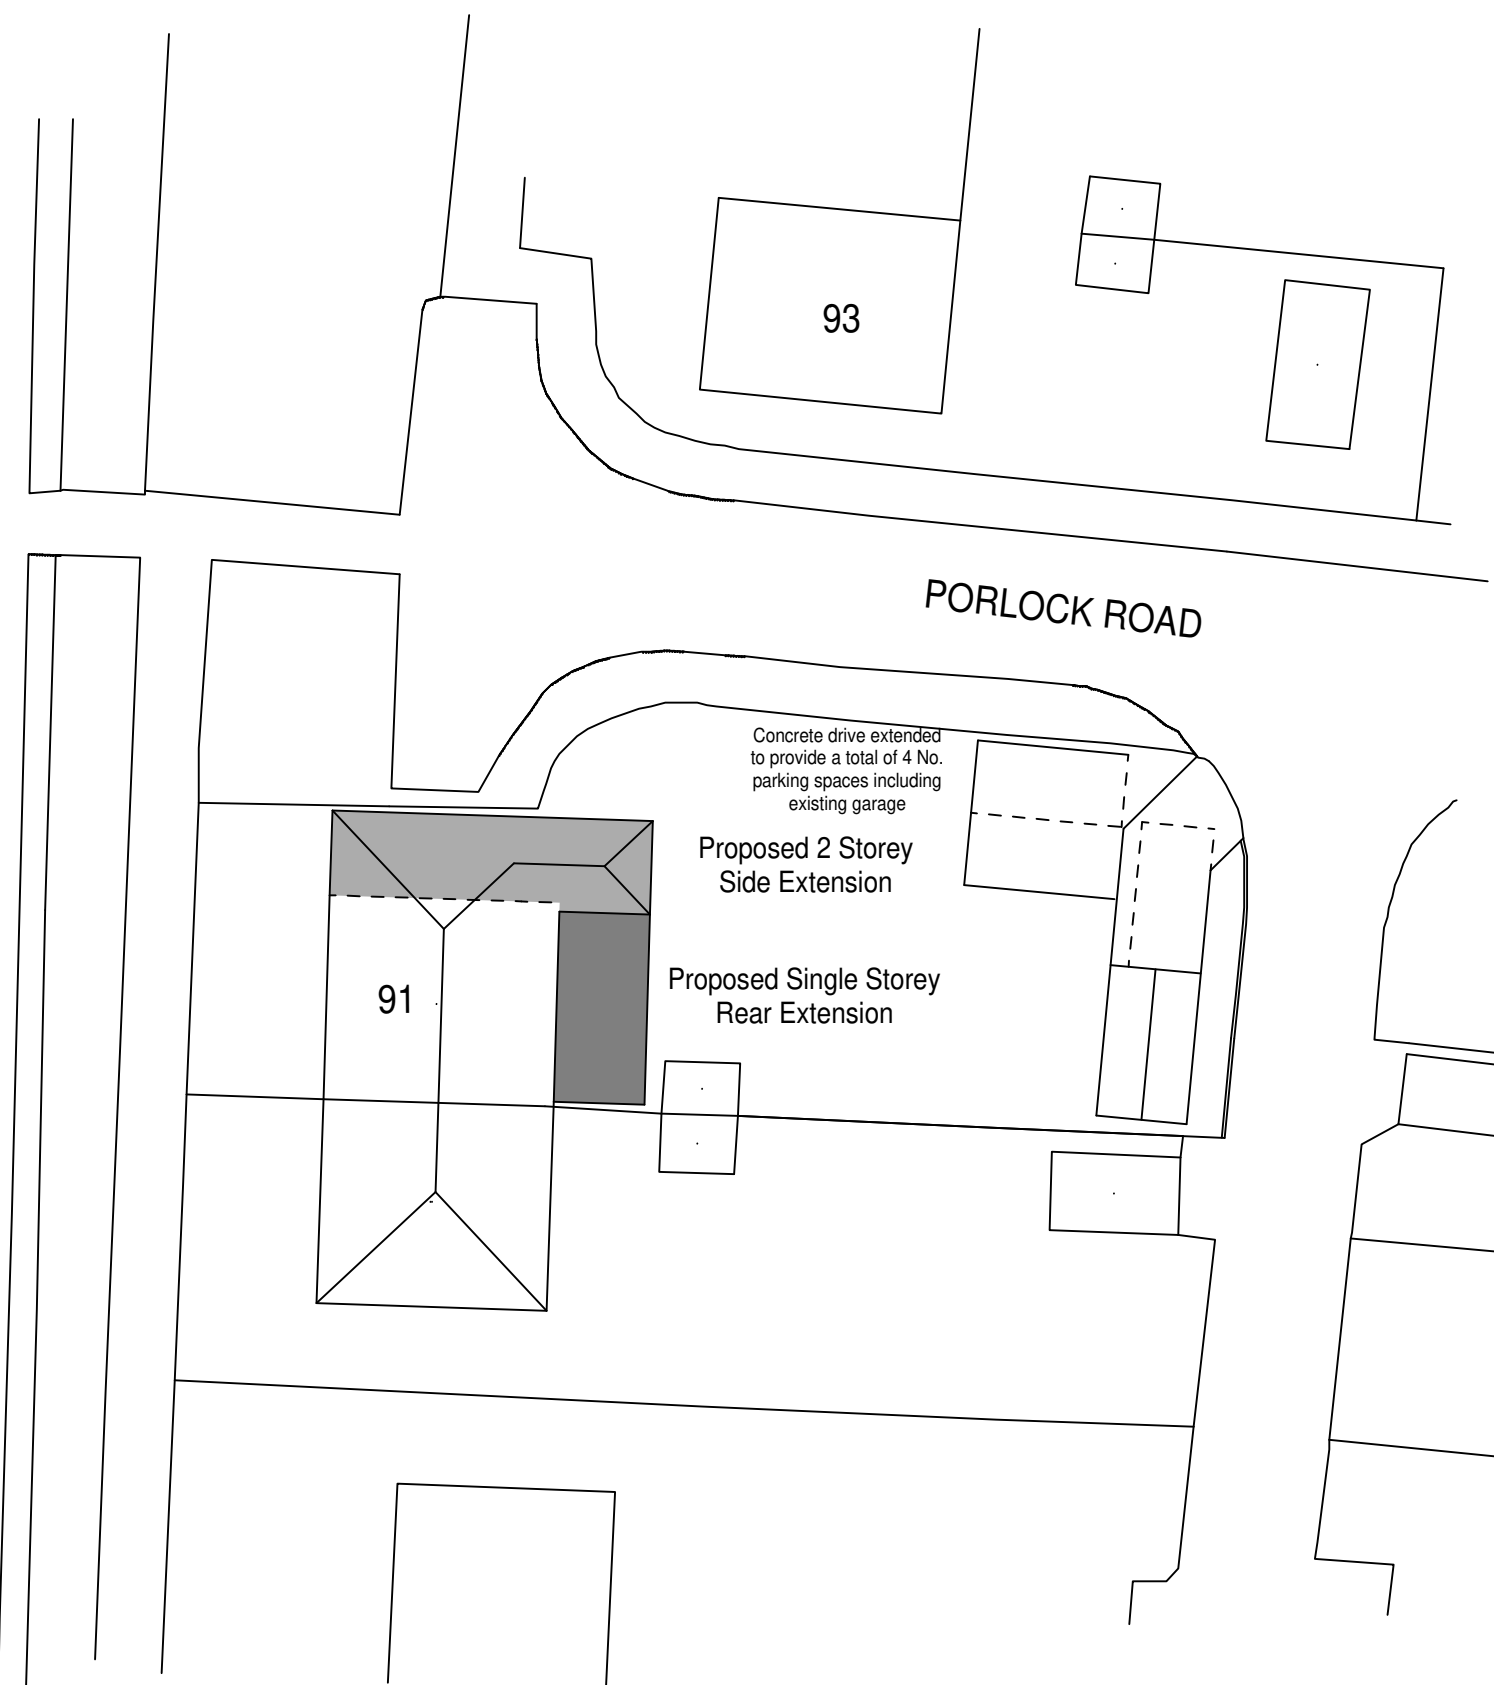 93
PORLOCK ROAD
Concrete drive extended
to provide a total of 4 No.
parking spaces including
existing garage
Proposed 2 Storey
Side Extension
Proposed Single Storey
Rear Extension
91